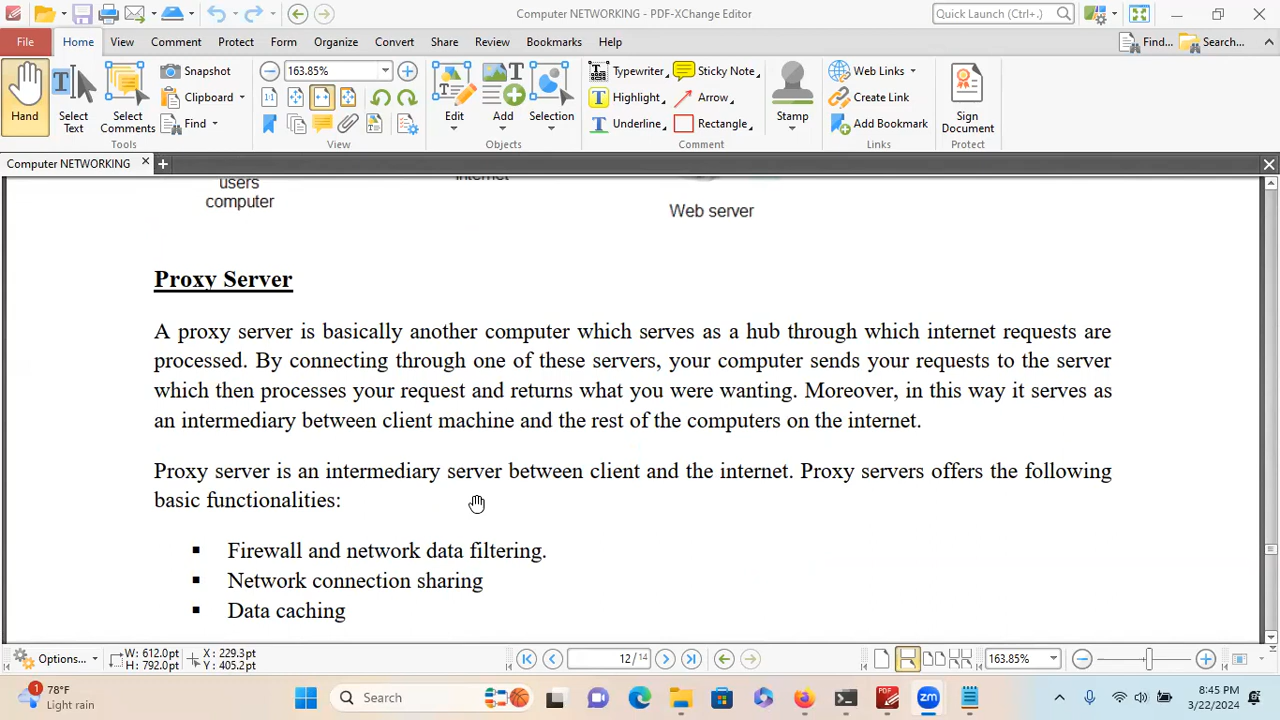 Computer NETWORKING - PDF-XChange Editor
Quick Launch (Ctrl+.)
File Home View Comment Protect Form Organize Convert Share Review Bookmarks Help Find... Search...
Hand
Select Text
Select Comments
Snapshot
Clipboard
Find
Tools
163.85%
View
Edit
Add
Selection
Objects
Typewriter
Highlight
Underline
Sticky Note
Arrow
Rectangle
Stamp
Comment
Web Links
Create Link
Add Bookmark
Links
Sign Document
Protect
Computer NETWORKING
users
computer
internet
Web server
Proxy Server
A proxy server is basically another computer which serves as a hub through which internet requests are
processed. By connecting through one of these servers, your computer sends your requests to the server
which then processes your request and returns what you were wanting. Moreover, in this way it serves as
an intermediary between client machine and the rest of the computers on the internet.
Proxy server is an intermediary server between client and the internet. Proxy servers offers the following
basic functionalities:
▪ Firewall and network data filtering.
▪ Network connection sharing
▪ Data caching
Options...
W: 612.0pt
H: 792.0pt
X: 229.3pt
Y: 405.2pt
12 / 14
163.85%
1
78°F
Light rain
Search
PDF
zm
8:45 PM
3/22/2024